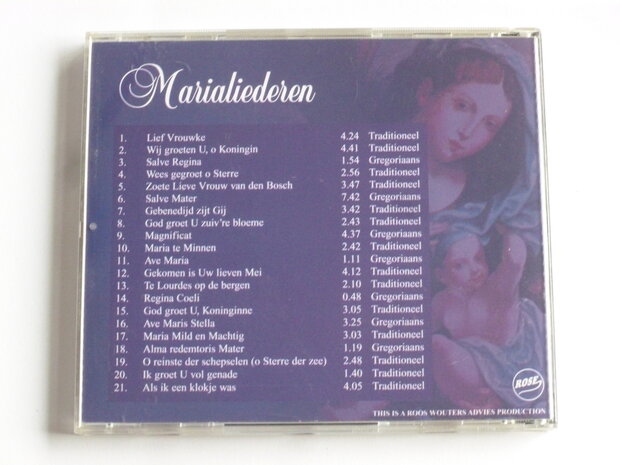 Marialiederen
1. Lief Vrouwke 4.24 Traditioneel
2. Wij groeten U, o Koningin 4.41 Traditioneel
3. Salve Regina 1.54 Gregoriaans
4. Wees gegroet o Sterre 2.56 Traditioneel
5. Zoete Lieve Vrouw van den Bosch 3.47 Traditioneel
6. Salve Mater 7.42 Gregoriaans
7. Gebenedijd zijt Gij 3.42 Traditioneel
8. God groet U zuiv're bloeme 2.43 Traditioneel
9. Magnificat 4.37 Gregoriaans
10. Maria te Minnen 2.42 Traditioneel
11. Ave Maria 1.11 Gregoriaans
12. Gekomen is Uw lieven Mei 4.12 Traditioneel
13. Te Lourdes op de bergen 2.10 Traditioneel
14. Regina Coeli 0.48 Gregoriaans
15. God groet U, Koninginne 3.05 Traditioneel
16. Ave Maris Stella 3.25 Gregoriaans
17. Maria Mild en Machtig 3.03 Traditioneel
18. Alma redemtoris Mater 1.19 Gregoriaans
19. O reinste der schepselen (o Sterre der zee) 2.48 Traditioneel
20. Ik groet U vol genade 1.40 Traditioneel
21. Als ik een klokje was 4.05 Traditioneel
ROSE
THIS IS A ROOS WOUTERS ADVIES PRODUCTION